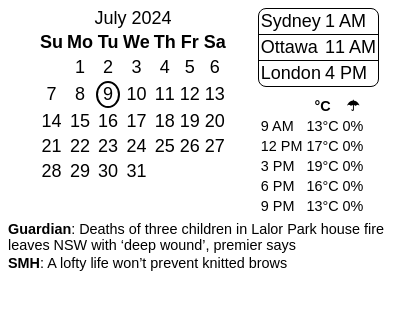 July 2024
Su Mo Tu We Th Fr Sa
1 2 3 4 5 6
7 8 9 10 11 12 13
14 15 16 17 18 19 20
21 22 23 24 25 26 27
28 29 30 31
Sydney 1 AM
Ottawa 11 AM
London 4 PM
°C ☂
9 AM 13°C 0%
12 PM 17°C 0%
3 PM 19°C 0%
6 PM 16°C 0%
9 PM 13°C 0%
Guardian: Deaths of three children in Lalor Park house fire
leaves NSW with ‘deep wound’, premier says
SMH: A lofty life won’t prevent knitted brows